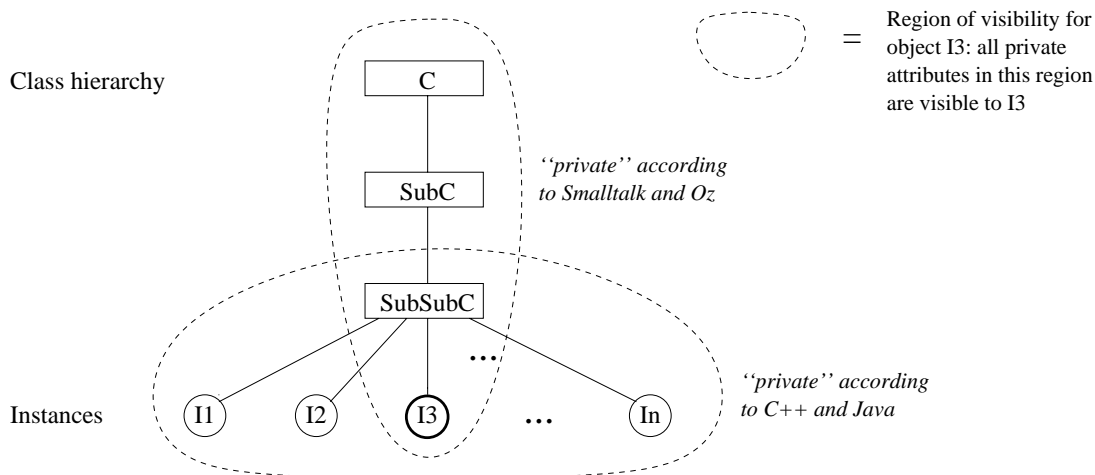 Region of visibility for
object I3: all private
attributes in this region
are visible to I3
=
Class hierarchy
C
‘‘private’’ according
to Smalltalk and Oz
SubC
SubSubC
...
‘‘private’’ according
to C++ and Java
Instances
I1
I2
I3
...
In